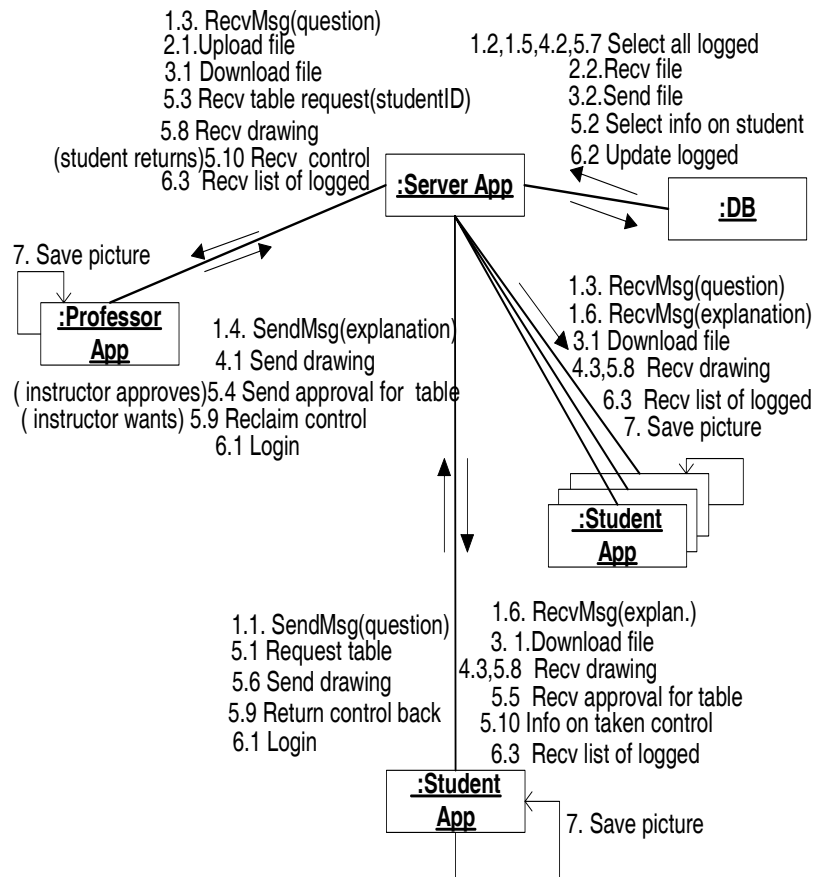 1.3. RecvMsg(question)
2.1.Upload file
3.1 Download file
5.3 Recv table request(studentID)
5.8 Recv drawing
(student returns)5.10 Recv control
6.3 Recv list of logged
1.2,1.5,4.2,5.7 Select all logged
2.2.Recv file
3.2.Send file
5.2 Select info on student
6.2 Update logged
:Server App
:DB
7. Save picture
:Professor
App
1.4. SendMsg(explanation)
4.1 Send drawing
( instructor approves)5.4 Send approval for table
( instructor wants) 5.9 Reclaim control
6.1 Login
1.3. RecvMsg(question)
1.6. RecvMsg(explanation)
3.1 Download file
4.3,5.8 Recv drawing
6.3 Recv list of logged
7. Save picture
:Student
App
1.1. SendMsg(question)
5.1 Request table
5.6 Send drawing
5.9 Return control back
6.1 Login
1.6. RecvMsg(explan.)
3. 1.Download file
4.3,5.8 Recv drawing
5.5 Recv approval for table
5.10 Info on taken control
6.3 Recv list of logged
:Student
App
7. Save picture